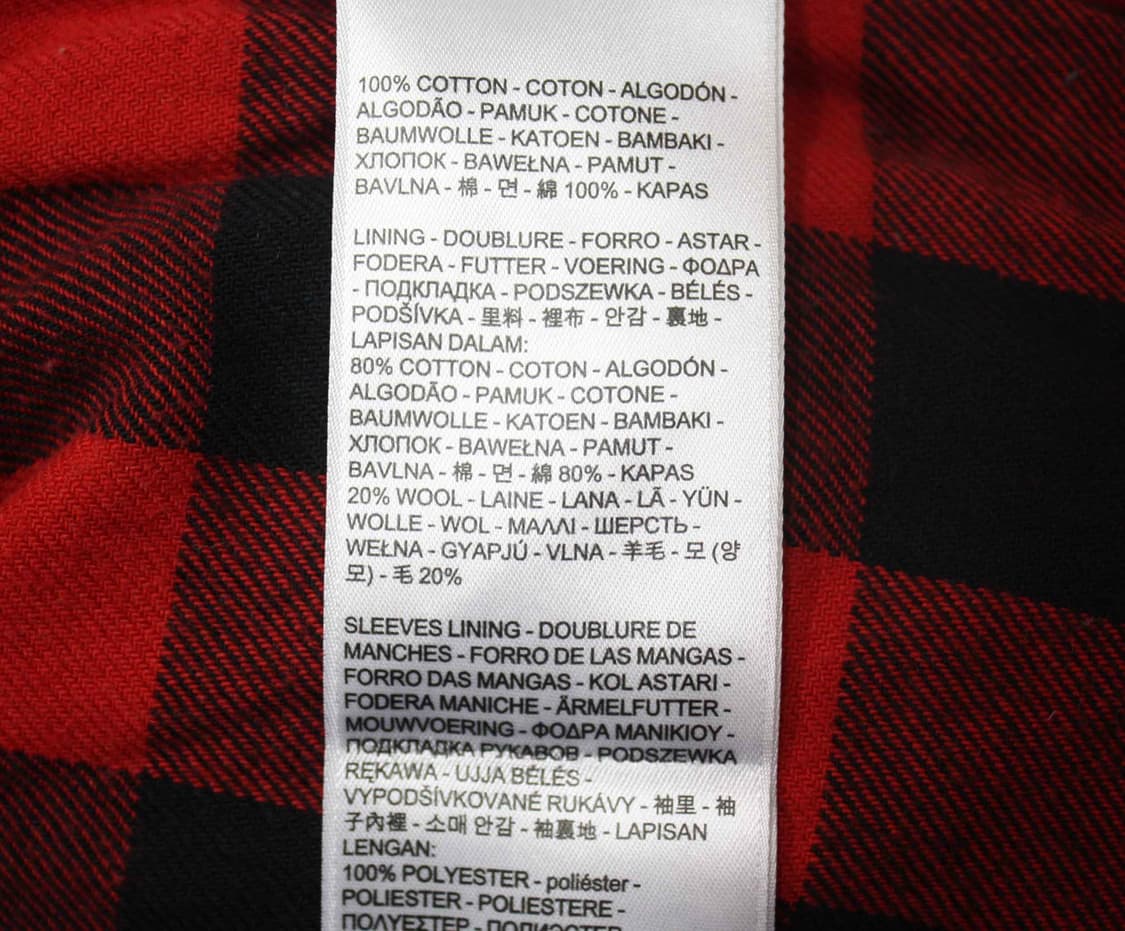 100% COTTON - COTON - ALGODÓN -
ALGODÃO - PAMUK - COTONE -
BAUMWOLLE - KATOEN - BAMBAKI -
ХЛОПОК - BAWEŁNA - PAMUT -
BAVLNA - 棉 - 면 - 綿 100% - KAPAS
LINING - DOUBLURE - FORRO - ASTAR -
FODERA - FUTTER - VOERING - ΦΟΔΡΑ
- ПОДКЛАДКА - PODSZEWKA - BÉLÉS -
PODŠÍVKA - 里料 - 裡布 - 안감 - 裏地 -
LAPISAN DALAM:
80% COTTON - COTON - ALGODÓN -
ALGODÃO - PAMUK - COTONE -
BAUMWOLLE - KATOEN - BAMBAKI -
ХЛОПОК - BAWEŁNA - PAMUT -
BAVLNA - 棉 - 면 - 綿 80% - KAPAS
20% WOOL - LAINE - LANA - LÃ - YÜN -
WOLLE - WOL - ΜΑΛΛΙ - ШЕРСТЬ -
WEŁNA - GYAPJÚ - VLNA - 羊毛 - 모 (양
모) - 毛 20%
SLEEVES LINING - DOUBLURE DE
MANCHES - FORRO DE LAS MANGAS -
FORRO DAS MANGAS - KOL ASTARI -
FODERA MANICHE - ÄRMELFUTTER -
MOUWVOERING - ΦΟΔΡΑ ΜΑΝΙΚΙΟΥ -
ПОДКЛАДКА РУКАВОВ - PODSZEWKA
RĘKAWA - UJJA BÉLÉS -
VYPODŠÍVKOVANÉ RUKÁVY - 袖里 - 袖
子內裡 - 소매 안감 - 袖裏地 - LAPISAN
LENGAN:
100% POLYESTER - poliéster -
POLIESTER - POLIESTERE -
ΠΟΛΥΕΣΤΕΡ - ПОЛИЭСТЕР